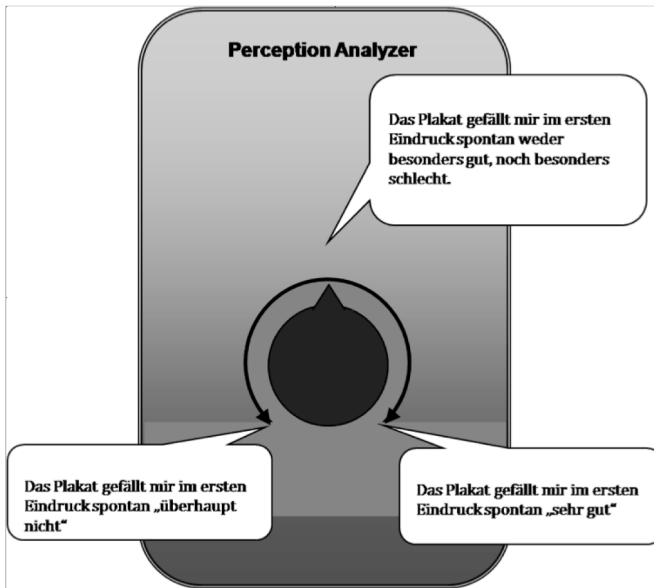 Perception Analyzer
Das Plakat gefällt mir im ersten
Eindruck spontan weder
besonders gut, noch besonders
schlecht.
Das Plakat gefällt mir im ersten
Eindruck spontan „überhaupt
nicht“
Das Plakat gefällt mir im ersten
Eindruck spontan „sehr gut“